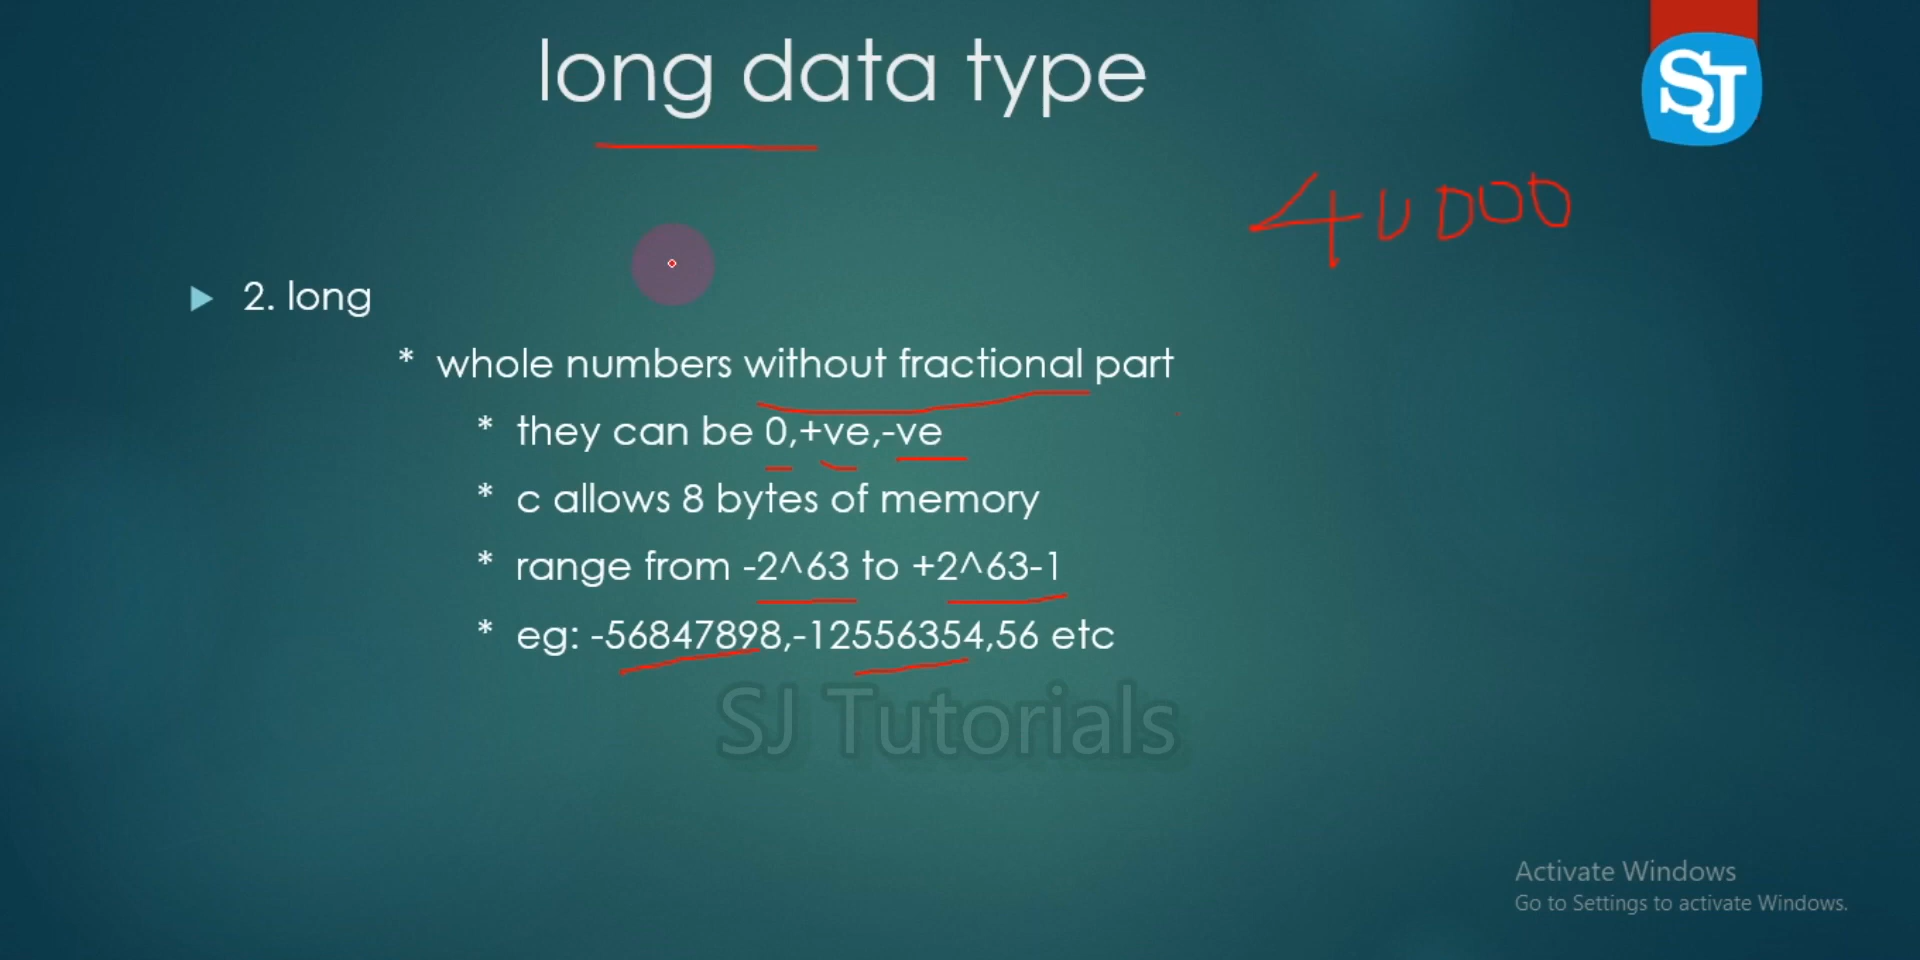 long data type
SJ
40000
2. long
* whole numbers without fractional part
* they can be 0,+ve,-ve
* c allows 8 bytes of memory
* range from -2^63 to +2^63-1
* eg: -56847898,-12556354,56 etc
SJ Tutorials
Activate Windows
Go to Settings to activate Windows.